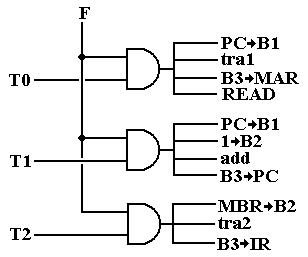 F
T0
PC→B1
tra1
B3→MAR
READ
T1
PC→B1
1→B2
add
B3→PC
T2
MBR→B2
tra2
B3→IR